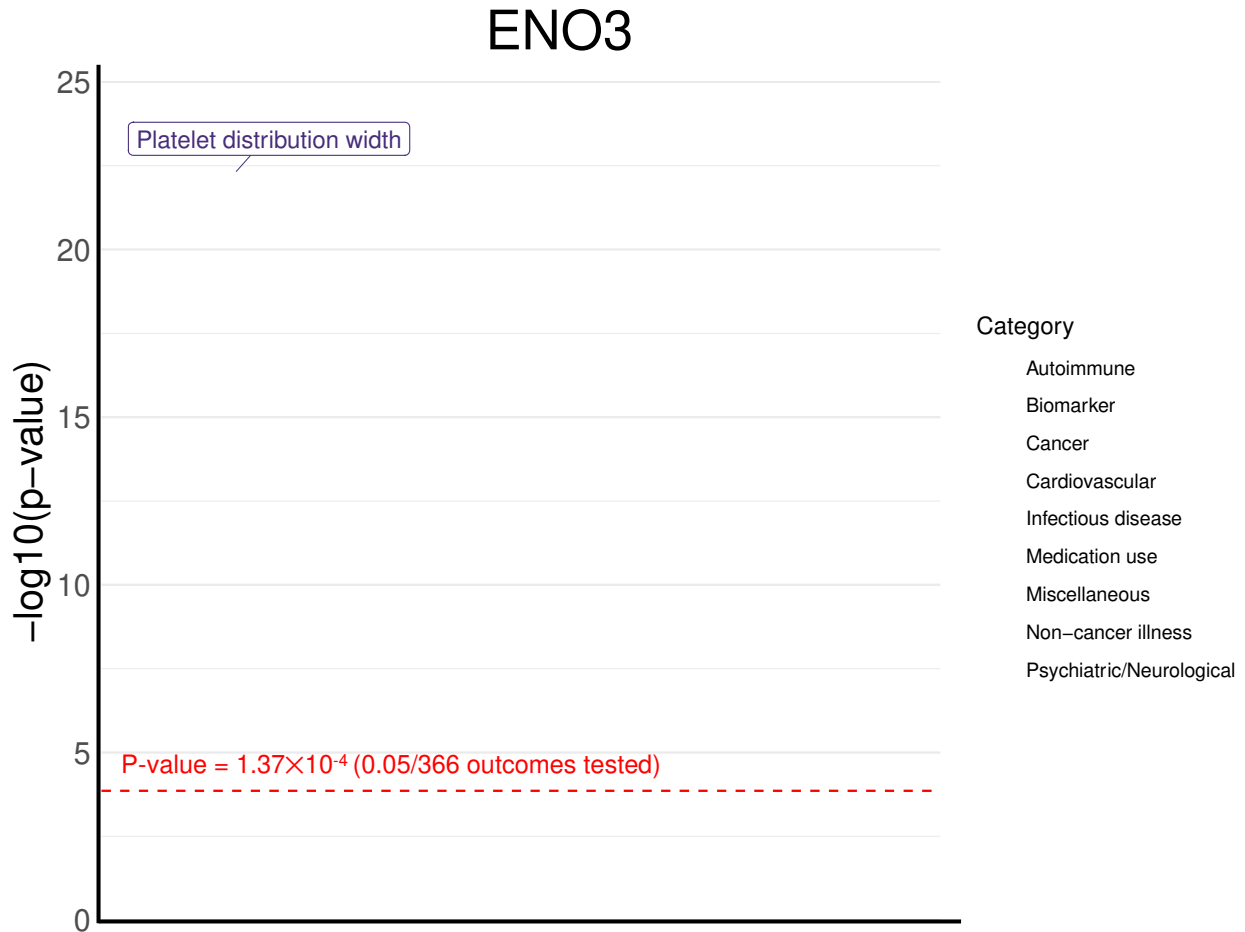 ENO3
25
Platelet distribution width
20
15
10
5
0
−log10(p−value)
P-value = 1.37×10-4 (0.05/366 outcomes tested)
Category
Autoimmune
Biomarker
Cancer
Cardiovascular
Infectious disease
Medication use
Miscellaneous
Non−cancer illness
Psychiatric/Neurological